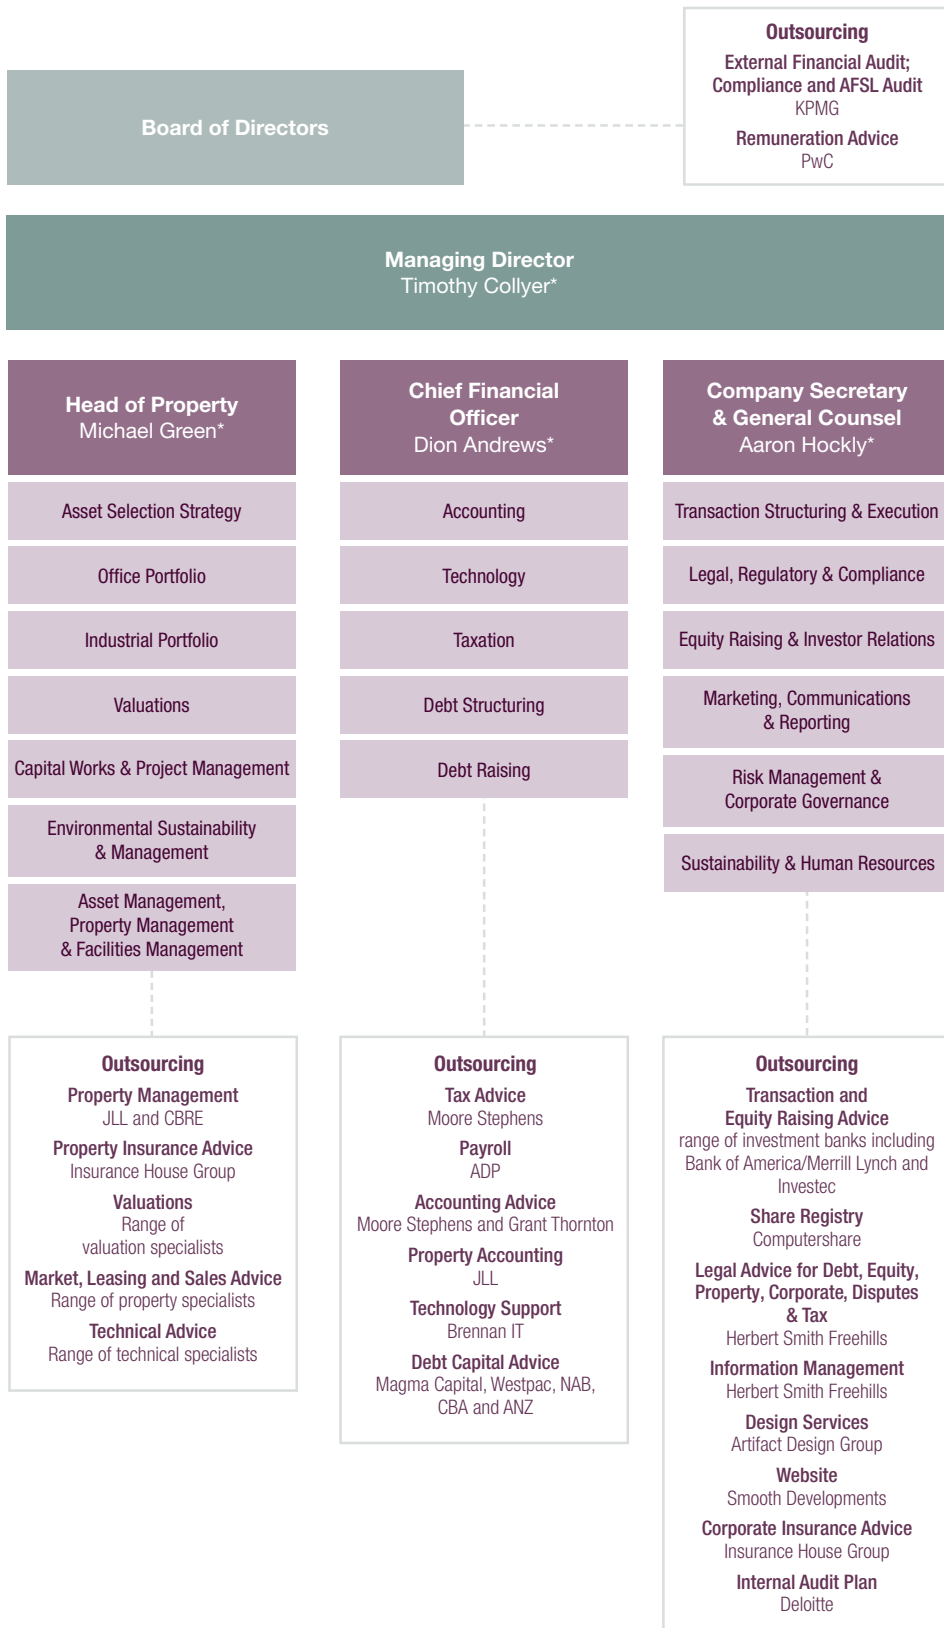 Outsourcing
External Financial Audit;
Compliance and AFSL Audit
KPMG
Remuneration Advice
PwC
Board of Directors
Managing Director
Timothy Collyer*
Head of Property
Michael Green*
Asset Selection Strategy
Office Portfolio
Industrial Portfolio
Valuations
Capital Works & Project Management
Environmental Sustainability
& Management
Asset Management,
Property Management
& Facilities Management
Outsourcing
Property Management
JLL and CBRE
Property Insurance Advice
Insurance House Group
Valuations
Range of
valuation specialists
Market, Leasing and Sales Advice
Range of property specialists
Technical Advice
Range of technical specialists
Chief Financial
Officer
Dion Andrews*
Accounting
Technology
Taxation
Debt Structuring
Debt Raising
Outsourcing
Tax Advice
Moore Stephens
Payroll
ADP
Accounting Advice
Moore Stephens and Grant Thornton
Property Accounting
JLL
Technology Support
Brennan IT
Debt Capital Advice
Magma Capital, Westpac, NAB,
CBA and ANZ
Company Secretary
& General Counsel
Aaron Hockly*
Transaction Structuring & Execution
Legal, Regulatory & Compliance
Equity Raising & Investor Relations
Marketing, Communications
& Reporting
Risk Management &
Corporate Governance
Sustainability & Human Resources
Outsourcing
Transaction and
Equity Raising Advice
range of investment banks including
Bank of America/Merrill Lynch and
Investec
Share Registry
Computershare
Legal Advice for Debt, Equity,
Property, Corporate, Disputes
& Tax
Herbert Smith Freehills
Information Management
Herbert Smith Freehills
Design Services
Artifact Design Group
Website
Smooth Developments
Corporate Insurance Advice
Insurance House Group
Internal Audit Plan
Deloitte